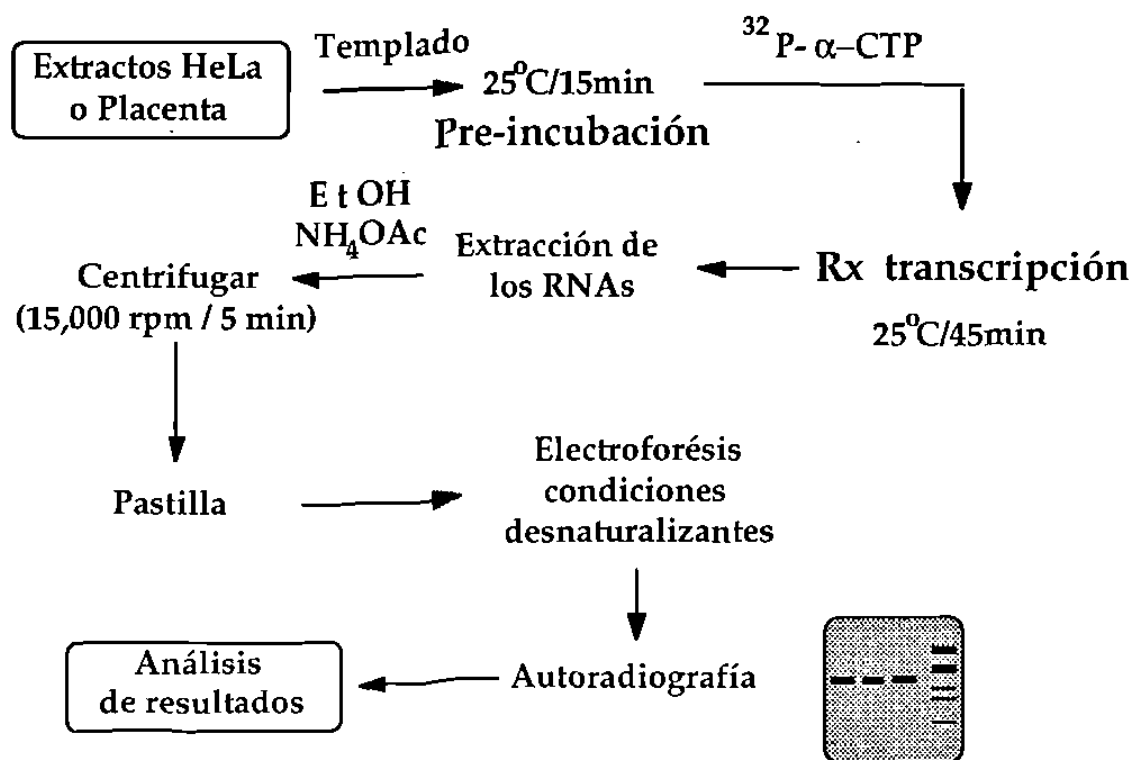 Extractos HeLa
o Placenta
Templado
25°C/15min
Pre-incubación
32P- α–CTP
Rx transcripción
25°C/45min
Extracción de
los RNAs
E t OH
NH4OAc
Centrifugar
(15,000 rpm / 5 min)
Pastilla
Electroforésis
condiciones
desnaturalizantes
Autoradiografía
Análisis
de resultados